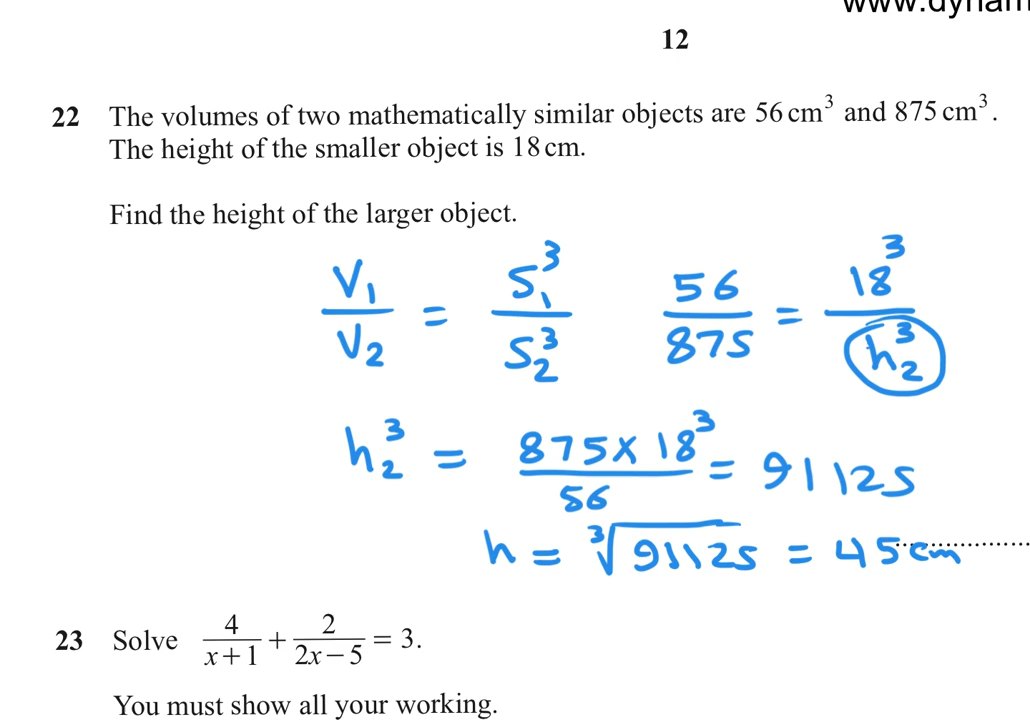 www.dynam
12
22 The volumes of two mathematically similar objects are 56 cm³ and 875 cm³.
The height of the smaller object is 18 cm.
Find the height of the larger object.
V₁/V₂ = S₁³/S₂³ 56/875 = 18³/h₂³
h₂³ = 875 × 18³/56 = 91125
h = ³√91125 = 45 cm
23 Solve 4/(x+1) + 2/(2x−5) = 3.
You must show all your working.